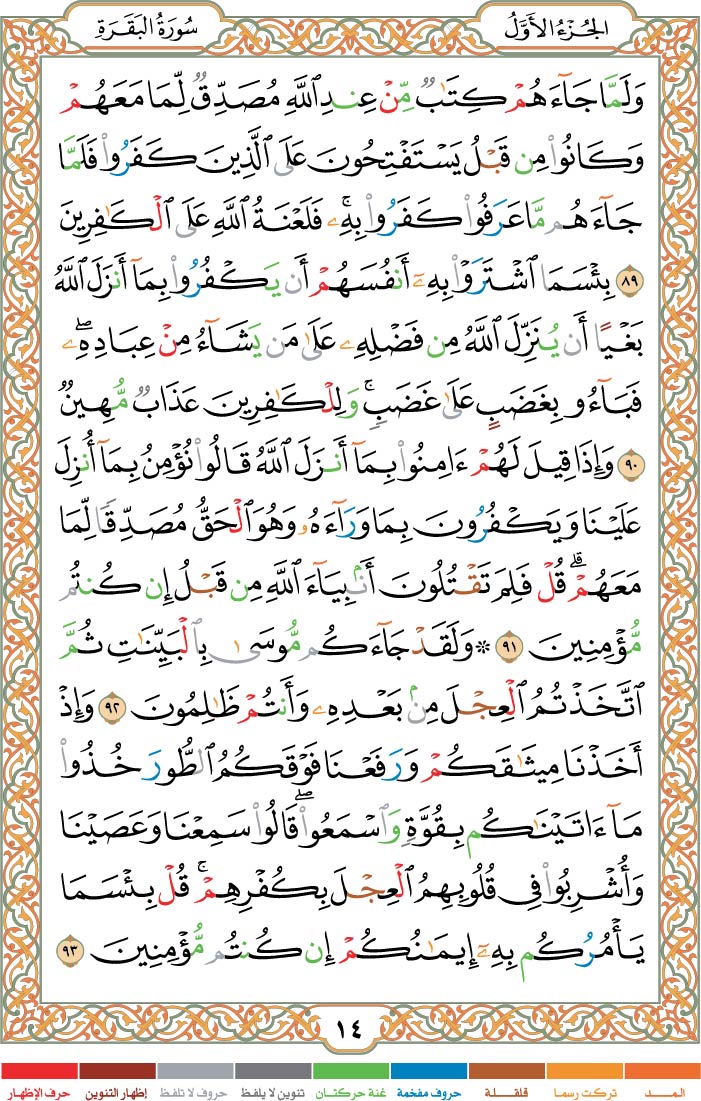 الجُزْءُ الأَوَّلُ
سُورَةُ البَقَرَةِ
وَلَمَّا جَآءَهُمْ كِتَـٰبٌ مِّنْ عِندِ ٱللَّهِ مُصَدِّقٌ لِّمَا مَعَهُمْ
وَكَانُوا۟ مِن قَبْلُ يَسْتَفْتِحُونَ عَلَى ٱلَّذِينَ كَفَرُوا۟ فَلَمَّا
جَآءَهُم مَّا عَرَفُوا۟ كَفَرُوا۟ بِهِۦ ۚ فَلَعْنَةُ ٱللَّهِ عَلَى ٱلْكَـٰفِرِينَ
٨٩ بِئْسَمَا ٱشْتَرَوْا۟ بِهِۦٓ أَنفُسَهُمْ أَن يَكْفُرُوا۟ بِمَآ أَنزَلَ ٱللَّهُ
بَغْيًا أَن يُنَزِّلَ ٱللَّهُ مِن فَضْلِهِۦ عَلَىٰ مَن يَشَآءُ مِنْ عِبَادِهِۦ ۖ
فَبَآءُو بِغَضَبٍ عَلَىٰ غَضَبٍ ۚ وَلِلْكَـٰفِرِينَ عَذَابٌ مُّهِينٌ
٩٠ وَإِذَا قِيلَ لَهُمْ ءَامِنُوا۟ بِمَآ أَنزَلَ ٱللَّهُ قَالُوا۟ نُؤْمِنُ بِمَآ أُنزِلَ
عَلَيْنَا وَيَكْفُرُونَ بِمَا وَرَآءَهُۥ وَهُوَ ٱلْحَقُّ مُصَدِّقًا لِّمَا
مَعَهُمْ ۗ قُلْ فَلِمَ تَقْتُلُونَ أَنۢبِيَآءَ ٱللَّهِ مِن قَبْلُ إِن كُنتُم
مُّؤْمِنِينَ ٩١ ۞ وَلَقَدْ جَآءَكُم مُّوسَىٰ بِٱلْبَيِّنَـٰتِ ثُمَّ
ٱتَّخَذْتُمُ ٱلْعِجْلَ مِنۢ بَعْدِهِۦ وَأَنتُمْ ظَـٰلِمُونَ ٩٢ وَإِذْ
أَخَذْنَا مِيثَـٰقَكُمْ وَرَفَعْنَا فَوْقَكُمُ ٱلطُّورَ خُذُوا۟
مَآ ءَاتَيْنَـٰكُم بِقُوَّةٍ وَٱسْمَعُوا۟ ۖ قَالُوا۟ سَمِعْنَا وَعَصَيْنَا
وَأُشْرِبُوا۟ فِى قُلُوبِهِمُ ٱلْعِجْلَ بِكُفْرِهِمْ ۚ قُلْ بِئْسَمَا
يَأْمُرُكُم بِهِۦٓ إِيمَـٰنُكُمْ إِن كُنتُم مُّؤْمِنِينَ ٩٣
١٤
المـــد
تركت رسما
قلقـــلة
حروف مفخمة
غنة حركتـان
تنوين لا يلفظ
حروف لا تلفظ
إظهار التنوين
حرف الإظهار